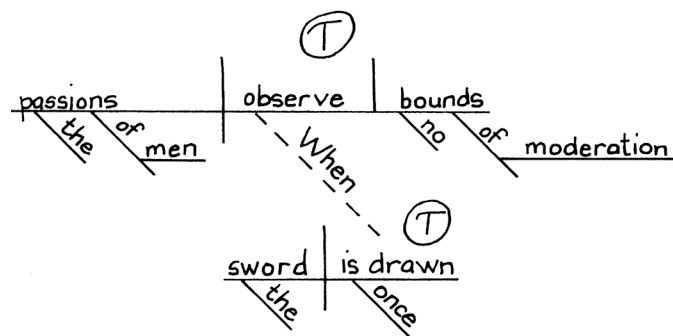 T
passions observe bounds
the of men When no of moderation
T
sword is drawn
the once